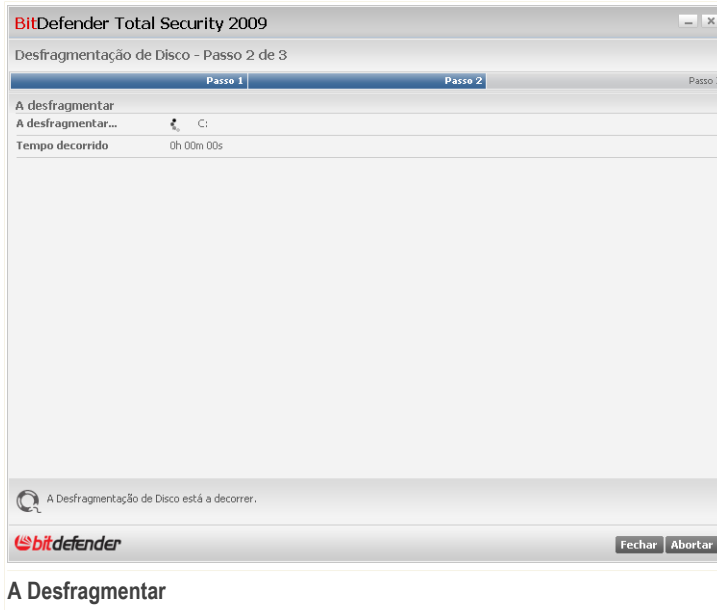 BitDefender Total Security 2009
Desfragmentação de Disco - Passo 2 de 3
Passo 1 Passo 2 Passo
A desfragmentar
A desfragmentar... C:
Tempo decorrido 0h 00m 00s
A Desfragmentação de Disco está a decorrer.
bitdefender
Fechar Abortar
A Desfragmentar